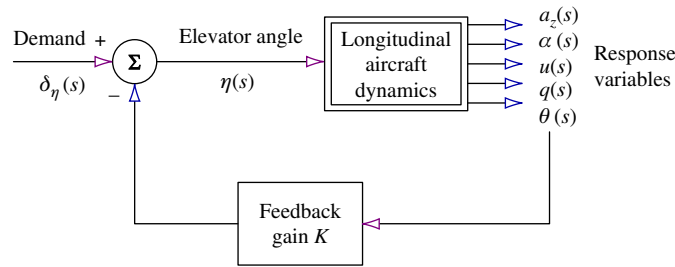 Demand
+
Σ
−
δη(s)
Elevator angle
η(s)
Longitudinal
aircraft
dynamics
az(s)
α(s)
u(s)
q(s)
θ(s)
Response
variables
Feedback
gain K